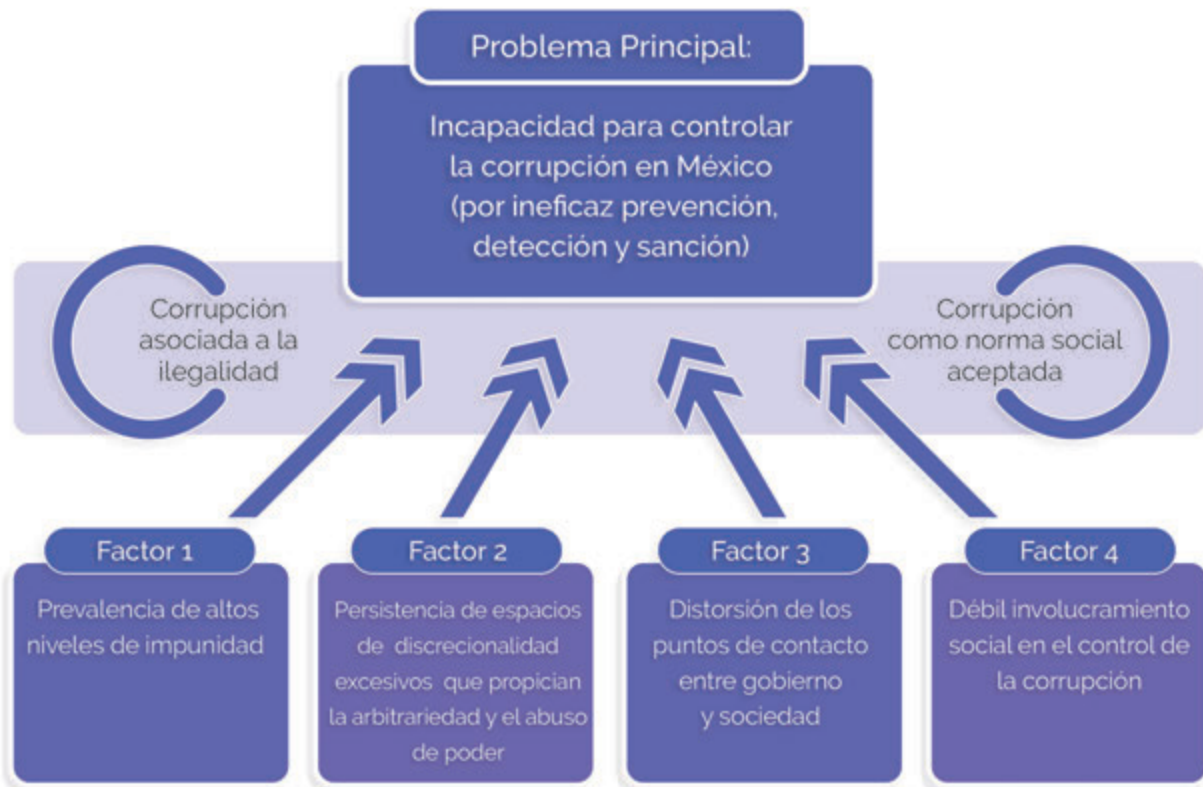 Problema Principal:
Incapacidad para controlar
la corrupción en México
(por ineficaz prevención,
detección y sanción)
Corrupción
asociada a la
ilegalidad
Corrupción
como norma social
aceptada
Factor 1
Prevalencia de altos
niveles de impunidad
Factor 2
Persistencia de espacios
de discrecionalidad
excesivos que propician
la arbitrariedad y el abuso
de poder
Factor 3
Distorsión de los
puntos de contacto
entre gobierno
y sociedad
Factor 4
Débil involucramiento
social en el control de
la corrupción